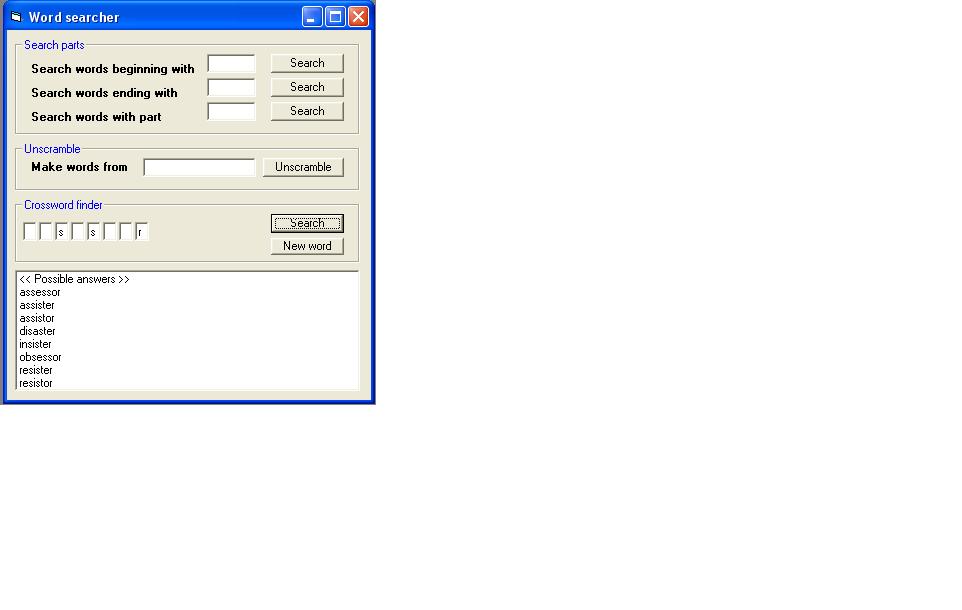 Word searcher
Search parts
Search words beginning with Search
Search words ending with Search
Search words with part Search
Unscramble
Make words from Unscramble
Crossword finder
Search
s s r
New word
<< Possible answers >>
assessor
assister
assistor
disaster
insister
obsessor
resister
resistor